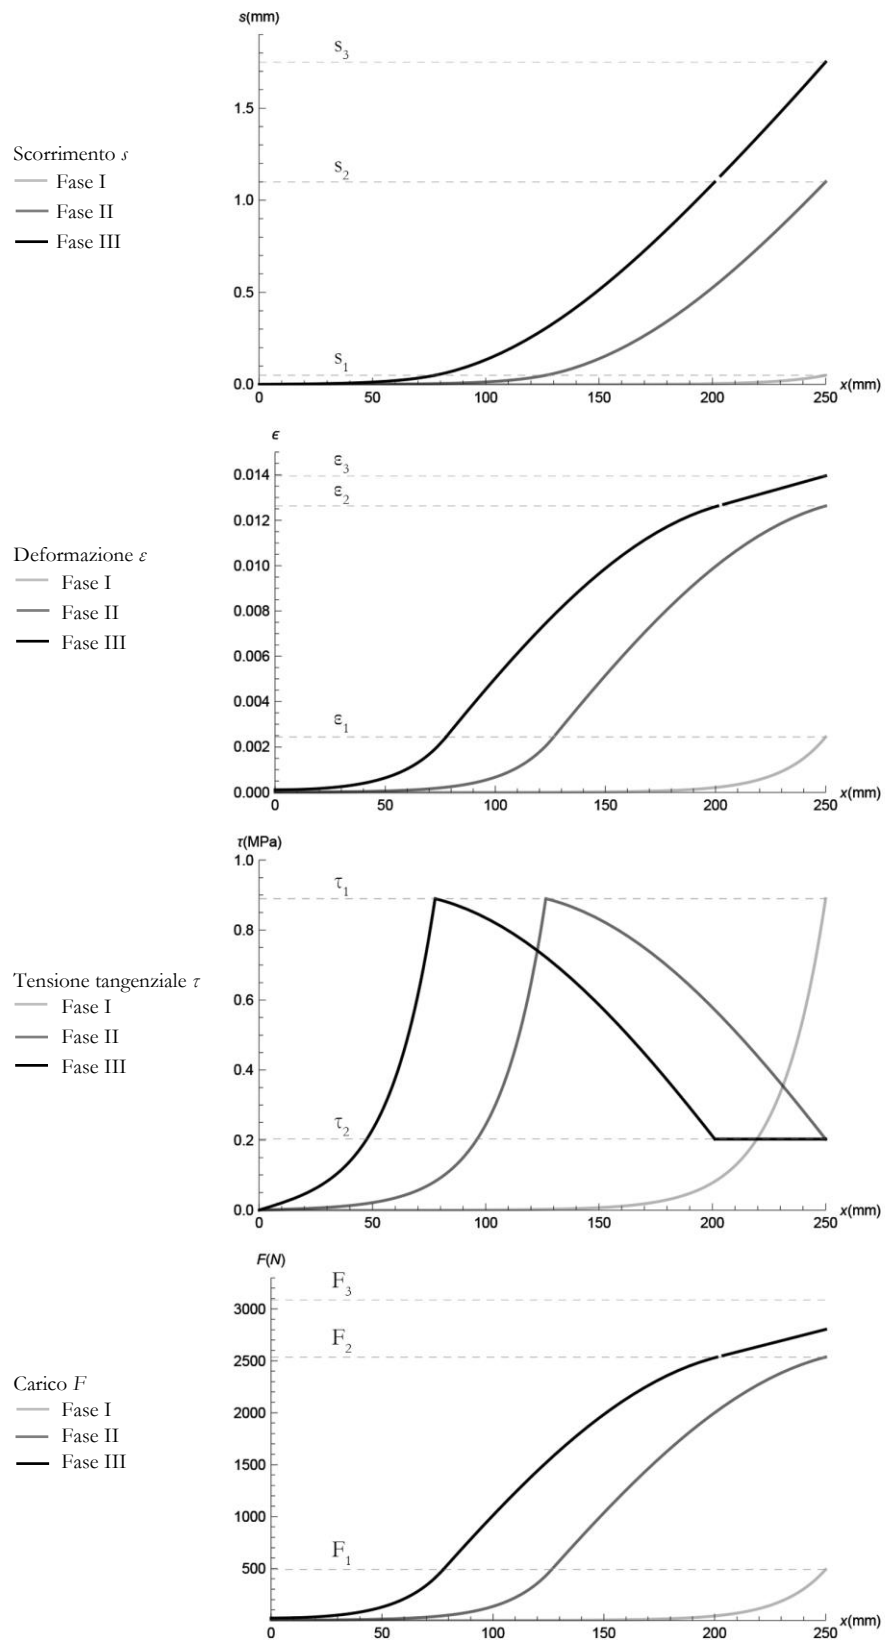 s(mm)
s3
1.5
s2
1.0
0.5
s1
0.0
0 50 100 150 200 250 x(mm)
Scorrimento s
Fase I
Fase II
Fase III
ϵ
ε3
0.014
ε2
0.012
0.010
0.008
0.006
0.004
ε1
0.002
0.000
0 50 100 150 200 250 x(mm)
Deformazione ε
Fase I
Fase II
Fase III
τ(MPa)
1.0
τ1
0.8
0.6
0.4
τ2
0.2
0.0
0 50 100 150 200 250 x(mm)
Tensione tangenziale τ
Fase I
Fase II
Fase III
F(N)
F3
3000
F2
2500
2000
1500
1000
F1
500
0 50 100 150 200 250 x(mm)
Carico F
Fase I
Fase II
Fase III